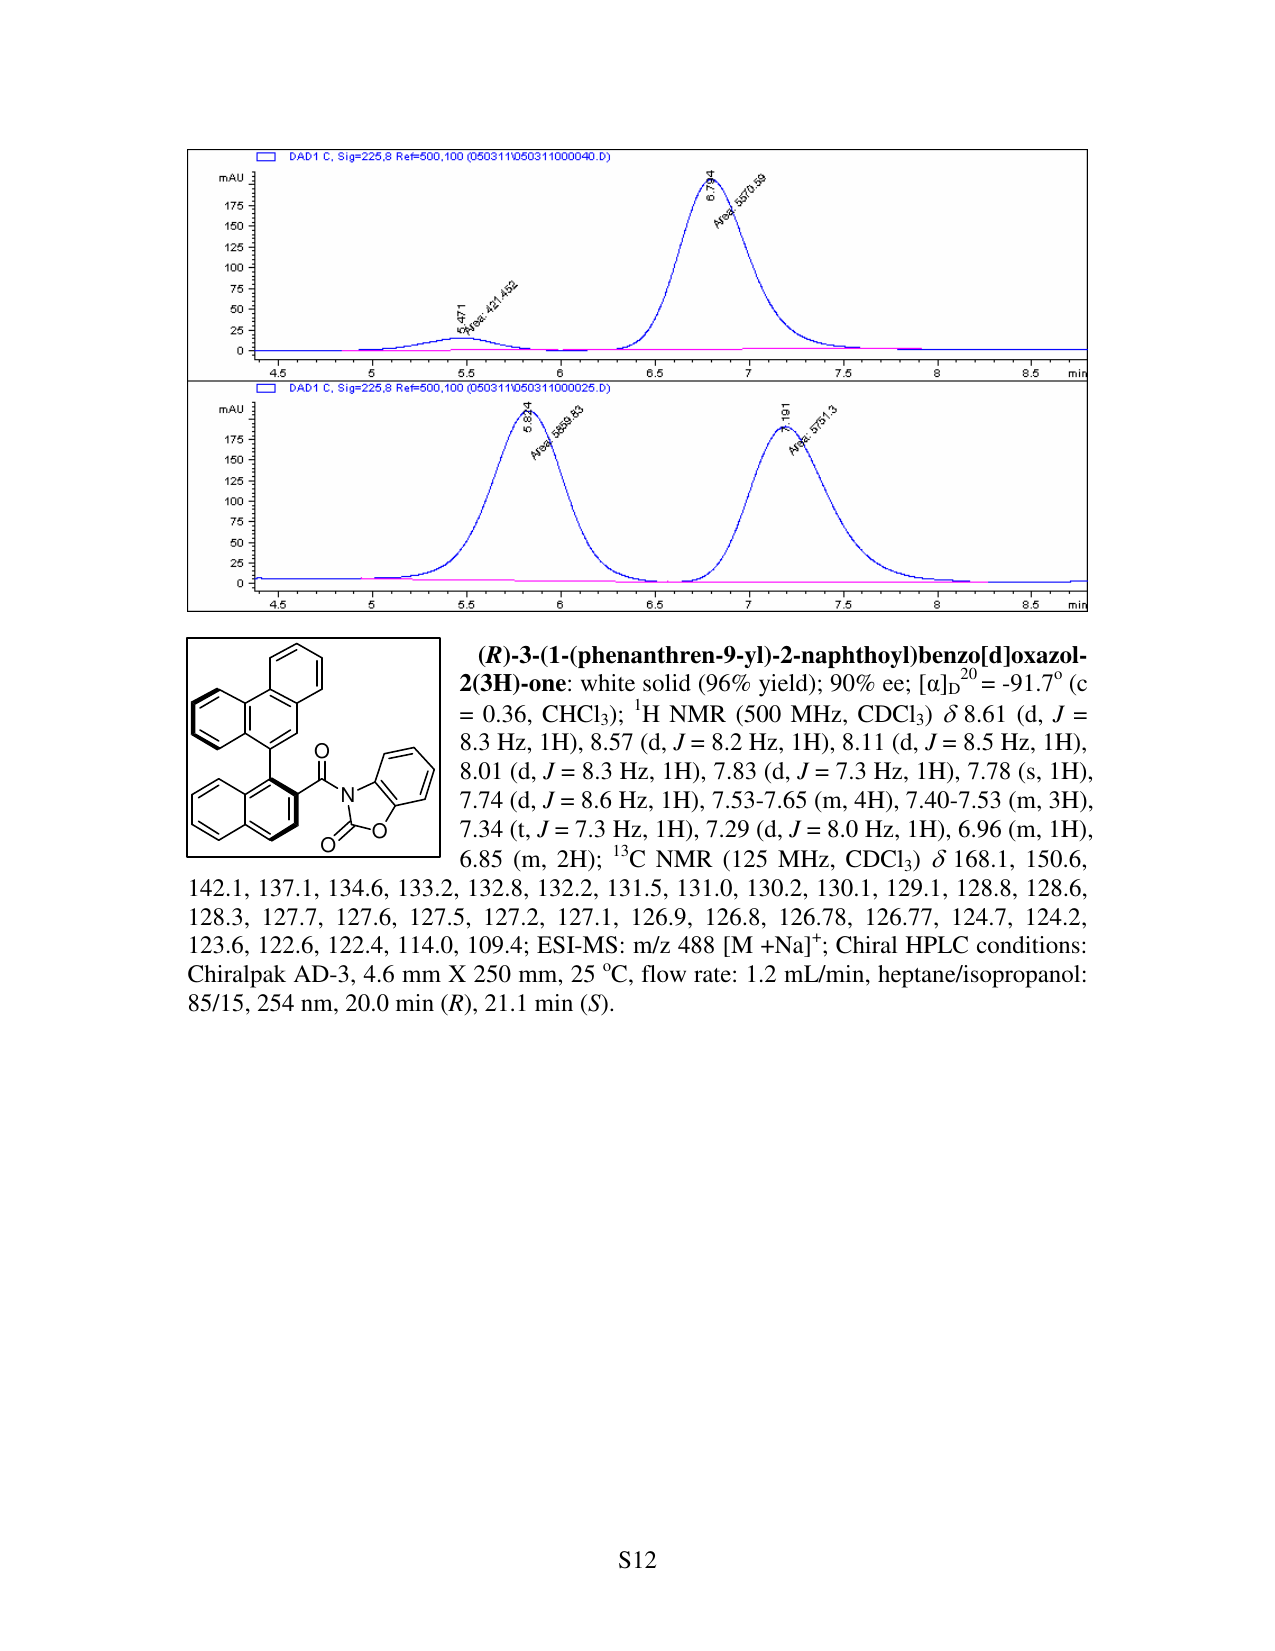 DAD1 C, Sig=225,8 Ref=500,100 (050311\050311000040.D)
mAU
175
150
125
100
75
50
25
0
5.471
Area: 421.452
6.794
Area: 5570.59
4.5 5 5.5 6 6.5 7 7.5 8 8.5 min
DAD1 C, Sig=225,8 Ref=500,100 (050311\050311000025.D)
mAU
175
150
125
100
75
50
25
0
5.824
Area: 5859.83
7.191
Area: 5751.3
4.5 5 5.5 6 6.5 7 7.5 8 8.5 min
O
N
O
O
(R)-3-(1-(phenanthren-9-yl)-2-naphthoyl)benzo[d]oxazol-
2(3H)-one: white solid (96% yield); 90% ee; [α]D20 = -91.7o (c
= 0.36, CHCl3); 1H NMR (500 MHz, CDCl3) δ 8.61 (d, J =
8.3 Hz, 1H), 8.57 (d, J = 8.2 Hz, 1H), 8.11 (d, J = 8.5 Hz, 1H),
8.01 (d, J = 8.3 Hz, 1H), 7.83 (d, J = 7.3 Hz, 1H), 7.78 (s, 1H),
7.74 (d, J = 8.6 Hz, 1H), 7.53-7.65 (m, 4H), 7.40-7.53 (m, 3H),
7.34 (t, J = 7.3 Hz, 1H), 7.29 (d, J = 8.0 Hz, 1H), 6.96 (m, 1H),
6.85 (m, 2H); 13C NMR (125 MHz, CDCl3) δ 168.1, 150.6,
142.1, 137.1, 134.6, 133.2, 132.8, 132.2, 131.5, 131.0, 130.2, 130.1, 129.1, 128.8, 128.6,
128.3, 127.7, 127.6, 127.5, 127.2, 127.1, 126.9, 126.8, 126.78, 126.77, 124.7, 124.2,
123.6, 122.6, 122.4, 114.0, 109.4; ESI-MS: m/z 488 [M +Na]+; Chiral HPLC conditions:
Chiralpak AD-3, 4.6 mm X 250 mm, 25 oC, flow rate: 1.2 mL/min, heptane/isopropanol:
85/15, 254 nm, 20.0 min (R), 21.1 min (S).
S12